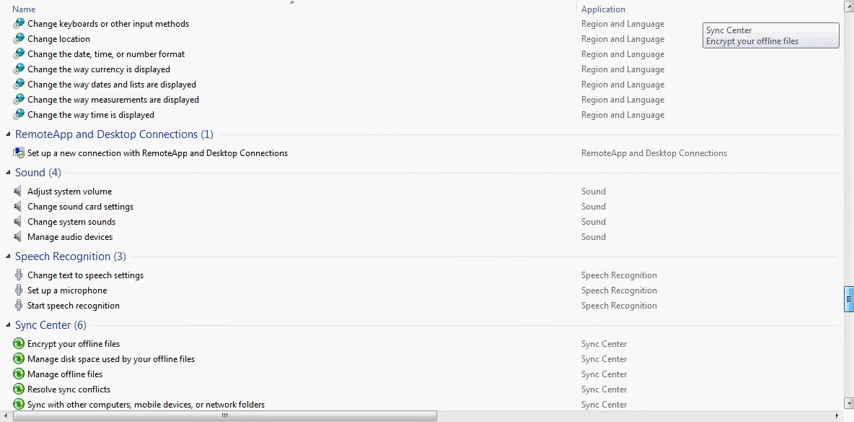 Name Application
Change keyboards or other input methods Region and Language
Sync Center
Change location Region and Language
Encrypt your offline files
Change the date, time, or number format Region and Language
Change the way currency is displayed Region and Language
Change the way dates and lists are displayed Region and Language
Change the way measurements are displayed Region and Language
Change the way time is displayed Region and Language
RemoteApp and Desktop Connections (1)
Set up a new connection with RemoteApp and Desktop Connections RemoteApp and Desktop Connections
Sound (4)
Adjust system volume Sound
Change sound card settings Sound
Change system sounds Sound
Manage audio devices Sound
Speech Recognition (3)
Change text to speech settings Speech Recognition
Set up a microphone Speech Recognition
Start speech recognition Speech Recognition
Sync Center (6)
Encrypt your offline files Sync Center
Manage disk space used by your offline files Sync Center
Manage offline files Sync Center
Resolve sync conflicts Sync Center
Sync with other computers, mobile devices, or network folders Sync Center